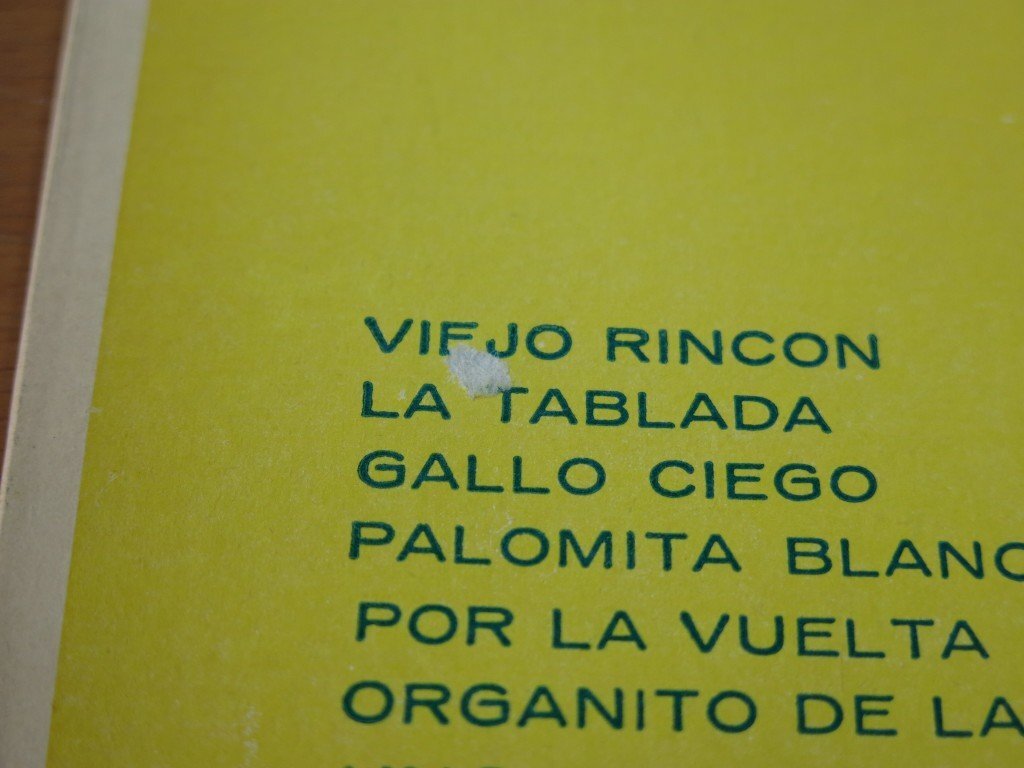 VIEJO RINCON
LA TABLADA
GALLO CIEGO
PALOMITA BLANC
POR LA VUELTA
ORGANITO DE LA